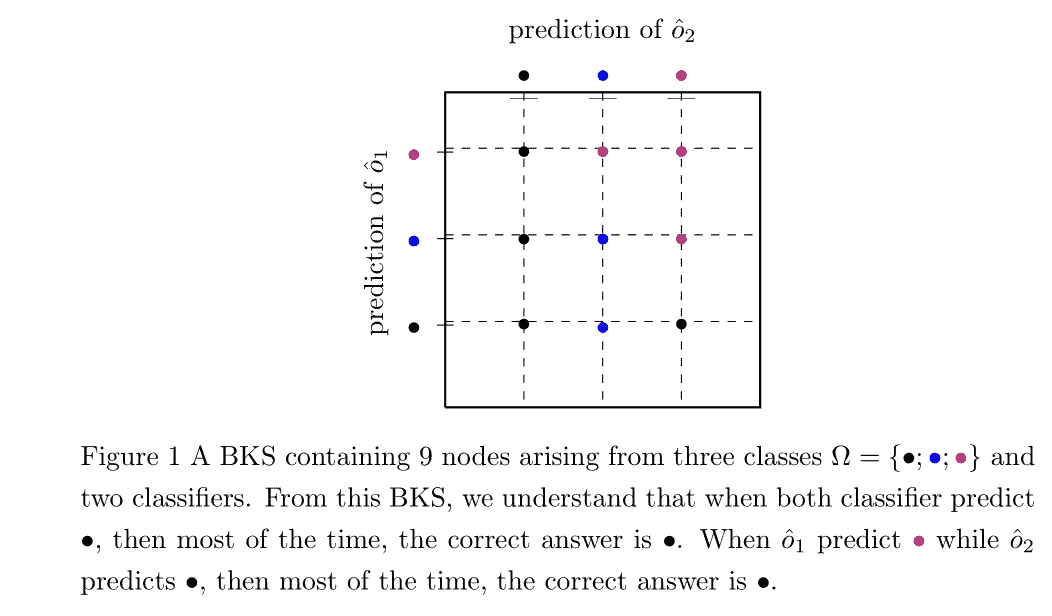 prediction of ô₂
prediction of ô₁
Figure 1 A BKS containing 9 nodes arising from three classes Ω = {●; ●; ●} and
two classifiers. From this BKS, we understand that when both classifier predict
●, then most of the time, the correct answer is ●. When ô₁ predict ● while ô₂
predicts ●, then most of the time, the correct answer is ●.